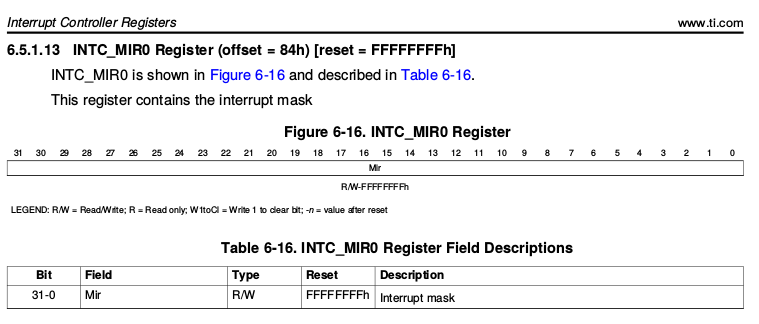 Interrupt Controller Registers www.ti.com
6.5.1.13 INTC_MIR0 Register (offset = 84h) [reset = FFFFFFFFh]
INTC_MIR0 is shown in Figure 6-16 and described in Table 6-16.
This register contains the interrupt mask
Figure 6-16. INTC_MIR0 Register
31 30 29 28 27 26 25 24 23 22 21 20 19 18 17 16 15 14 13 12 11 10 9 8 7 6 5 4 3 2 1 0
Mir
R/W-FFFFFFFFh
LEGEND: R/W = Read/Write; R = Read only; W1toCl = Write 1 to clear bit; -n = value after reset
Table 6-16. INTC_MIR0 Register Field Descriptions
Bit Field Type Reset Description
31-0 Mir R/W FFFFFFFFh Interrupt mask